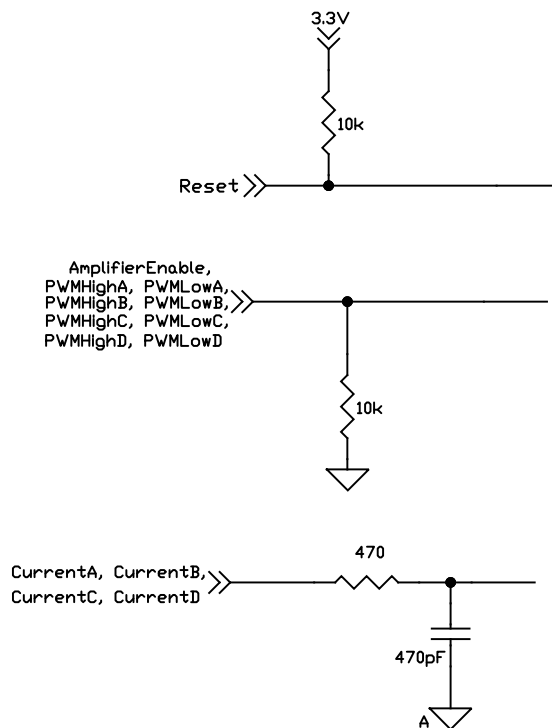 3.3V
10k
Reset
AmplifierEnable,
PWMHighA, PWMLowA,
PWMHighB, PWMLowB,
PWMHighC, PWMLowC,
PWMHighD, PWMLowD
10k
470
CurrentA, CurrentB,
CurrentC, CurrentD
470pF
A